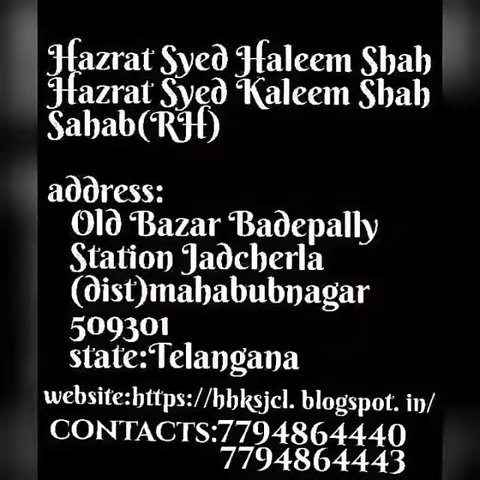 Hazrat Syed Haleem Shah
Hazrat Syed Kaleem Shah
Sahab(RH)
address:
Old Bazar Badepally
Station Jadcherla
(dist)mahabubnagar
509301
state:Telangana
website:https://hhksjcl. blogspot. in/
CONTACTS:7794864440
7794864443